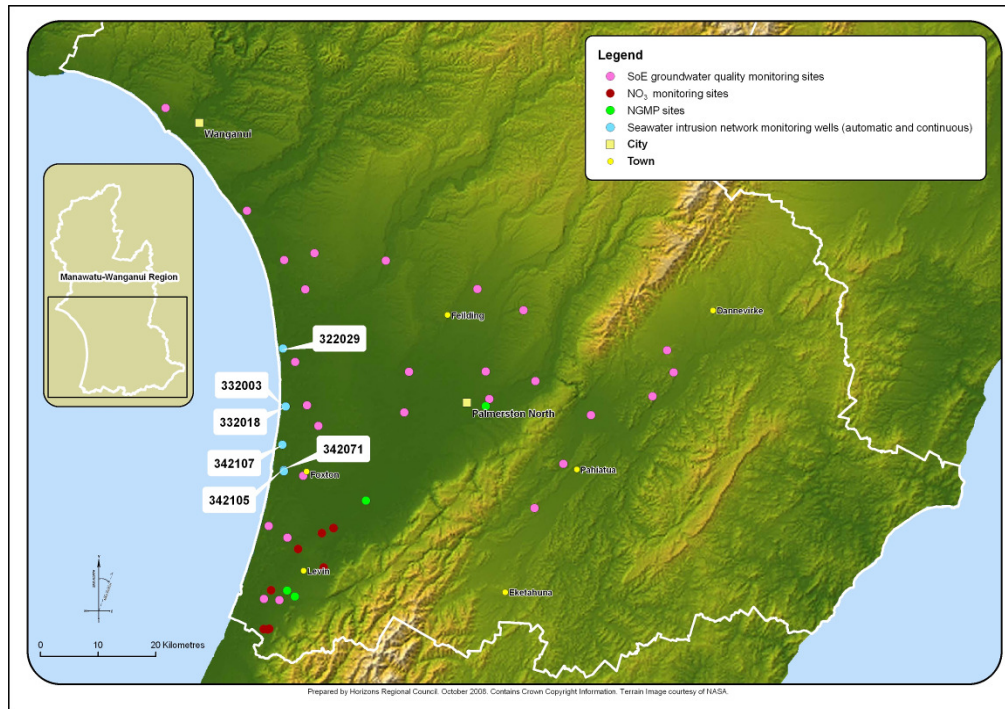 Legend
SoE groundwater quality monitoring sites
NO₃ monitoring sites
NGMP sites
Seawater intrusion network monitoring wells (automatic and continuous)
City
Town
Wanganui
Manawatu-Wanganui Region
Feilding
Dannevirke
322029
332003
332018
Palmerston North
342071
342107
Foxton
Pahiatua
342105
Levin
Eketahuna
0 10 20 Kilometres
Prepared by Horizons Regional Council. October 2008. Contains Crown Copyright Information. Terrain Image courtesy of NASA.